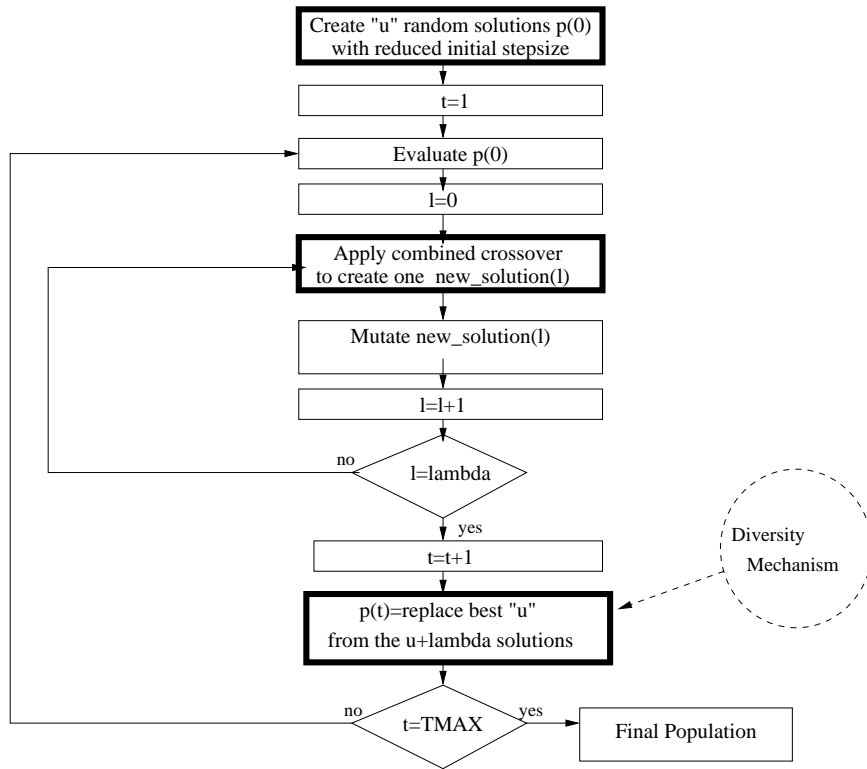 Create "u" random solutions p(0)
with reduced initial stepsize
t=1
Evaluate p(0)
l=0
Apply combined crossover
to create one new_solution(l)
Mutate new_solution(l)
l=l+1
no
l=lambda
yes
t=t+1
Diversity
Mechanism
p(t)=replace best "u"
from the u+lambda solutions
no
t=TMAX
yes
Final Population